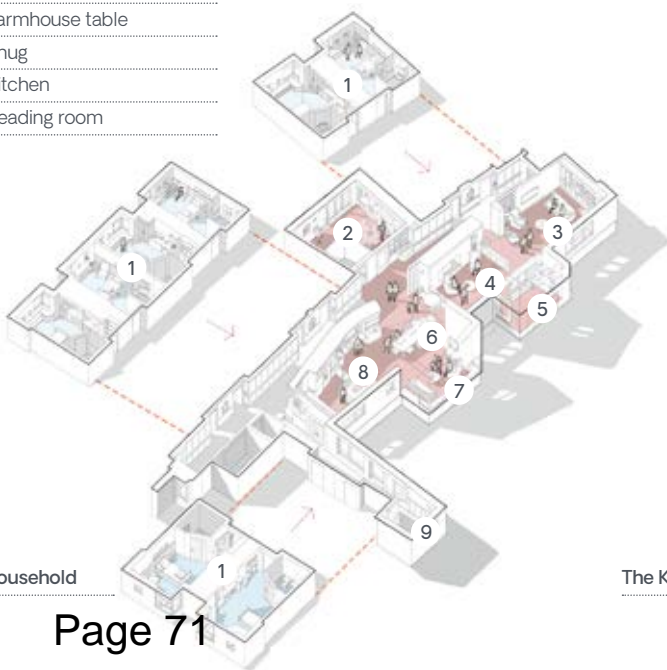 armhouse table
nug
itchen
eading room
1
2
3
1
4
5
6
8
7
9
1
ousehold
The K
Page 71